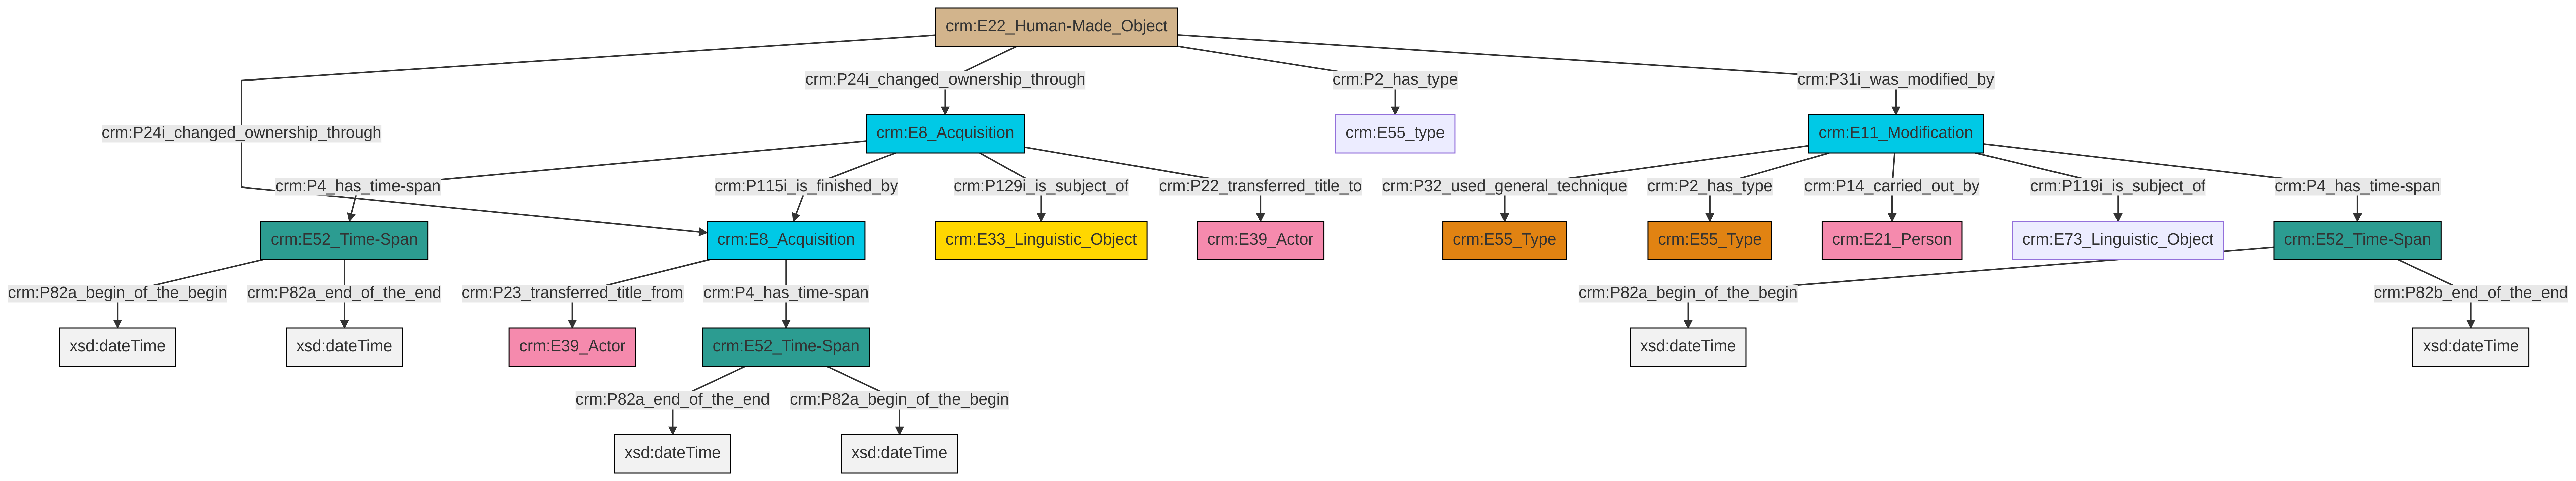 crm:E22_Human-Made_Object
crm:P24i_changed_ownership_through
crm:P2_has_type
crm:P31i_was_modified_by
crm:P24i_changed_ownership_through
crm:E8_Acquisition
crm:E55_type
crm:E11_Modification
crm:P4_has_time-span
crm:P115i_is_finished_by
crm:P129i_is_subject_of
crm:P22_transferred_title_to
crm:P32_used_general_technique
crm:P2_has_type
crm:P14_carried_out_by
crm:P119i_is_subject_of
crm:P4_has_time-span
crm:E52_Time-Span
crm:E8_Acquisition
crm:E33_Linguistic_Object
crm:E39_Actor
crm:E55_Type
crm:E55_Type
crm:E21_Person
crm:E73_Linguistic_Object
crm:E52_Time-Span
crm:P82a_begin_of_the_begin
crm:P82a_end_of_the_end
crm:P23_transferred_title_from
crm:P4_has_time-span
crm:P82a_begin_of_the_begin
crm:P82b_end_of_the_end
xsd:dateTime
xsd:dateTime
crm:E39_Actor
crm:E52_Time-Span
xsd:dateTime
xsd:dateTime
crm:P82a_end_of_the_end
crm:P82a_begin_of_the_begin
xsd:dateTime
xsd:dateTime